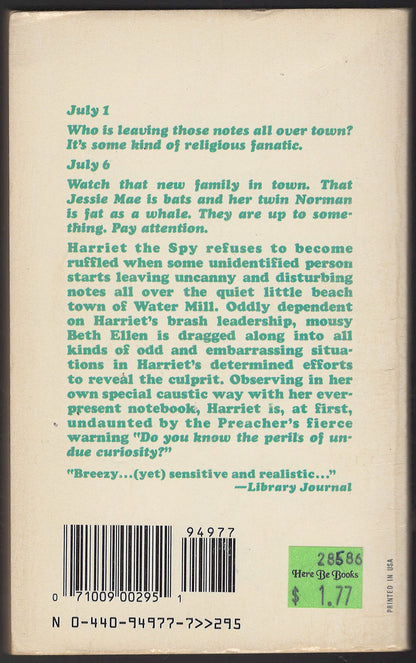 July 1
Who is leaving those notes all over town?
It's some kind of religious fanatic.
July 6
Watch that new family in town. That
Jessie Mae is bats and her twin Norman
is fat as a whale. They are up to some-
thing. Pay attention.
Harriet the Spy refuses to become
ruffled when some unidentified person
starts leaving uncanny and disturbing
notes all over the quiet little beach
town of Water Mill. Oddly dependent
on Harriet's brash leadership, mousy
Beth Ellen is dragged along into all
kinds of odd and embarrassing situa-
tions in Harriet's determined efforts
to reveal the culprit. Observing in her
own special caustic way with her ever-
present notebook, Harriet is, at first,
undaunted by the Preacher's fierce
warning "Do you know the perils of un-
due curiosity?"
"Breezy...(yet) sensitive and realistic..."
—Library Journal
94977
0 71009 00295 1
N 0-440-94977-7>>295
28586
Here Be Books
$ 1.77
PRINTED IN USA